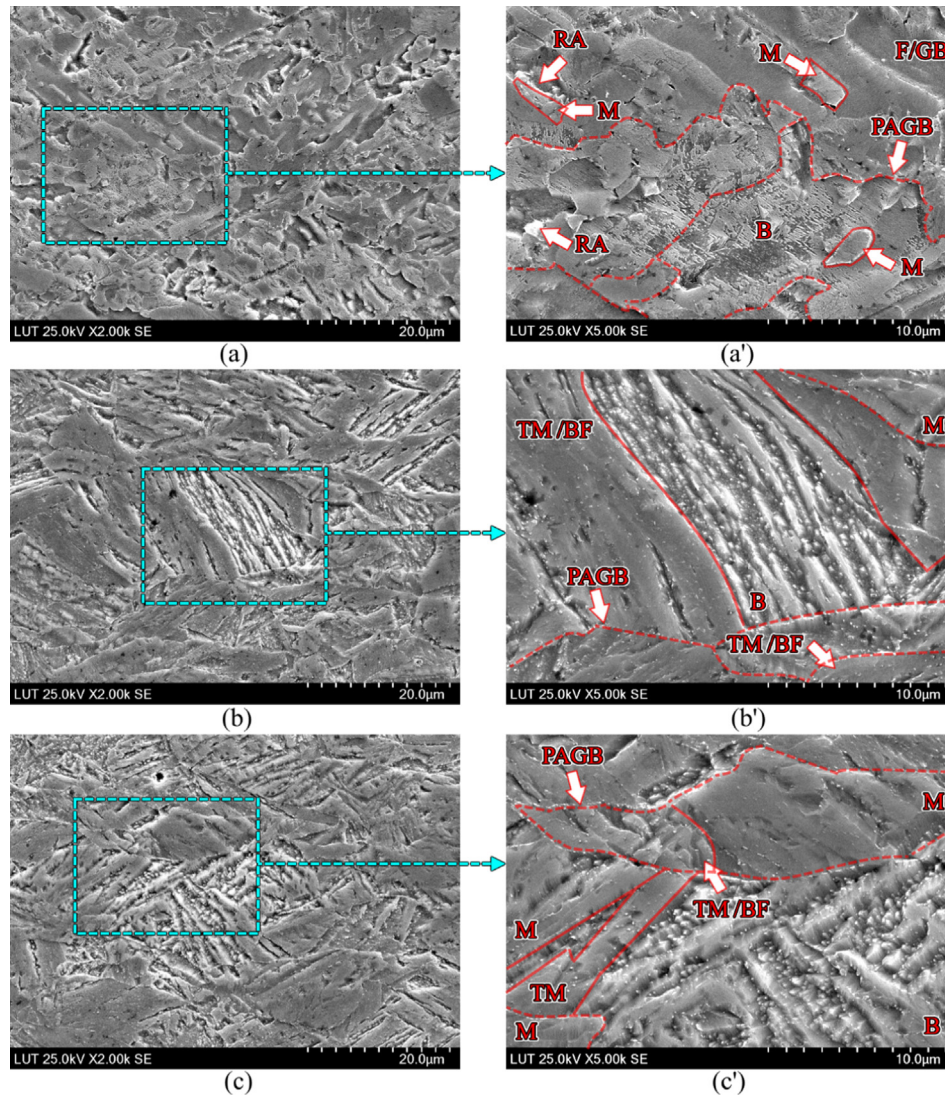 RA
M
F/GB
M
PAGB
B
RA
M
LUT 25.0kV X2.00k SE 20.0μm
LUT 25.0kV X5.00k SE 10.0μm
(a)
(a')
TM/BF
M
PAGB
B
TM/BF
LUT 25.0kV X2.00k SE 20.0μm
LUT 25.0kV X5.00k SE 10.0μm
(b)
(b')
PAGB
M
TM/BF
M
TM
M
B
LUT 25.0kV X2.00k SE 20.0μm
LUT 25.0kV X5.00k SE 10.0μm
(c)
(c')